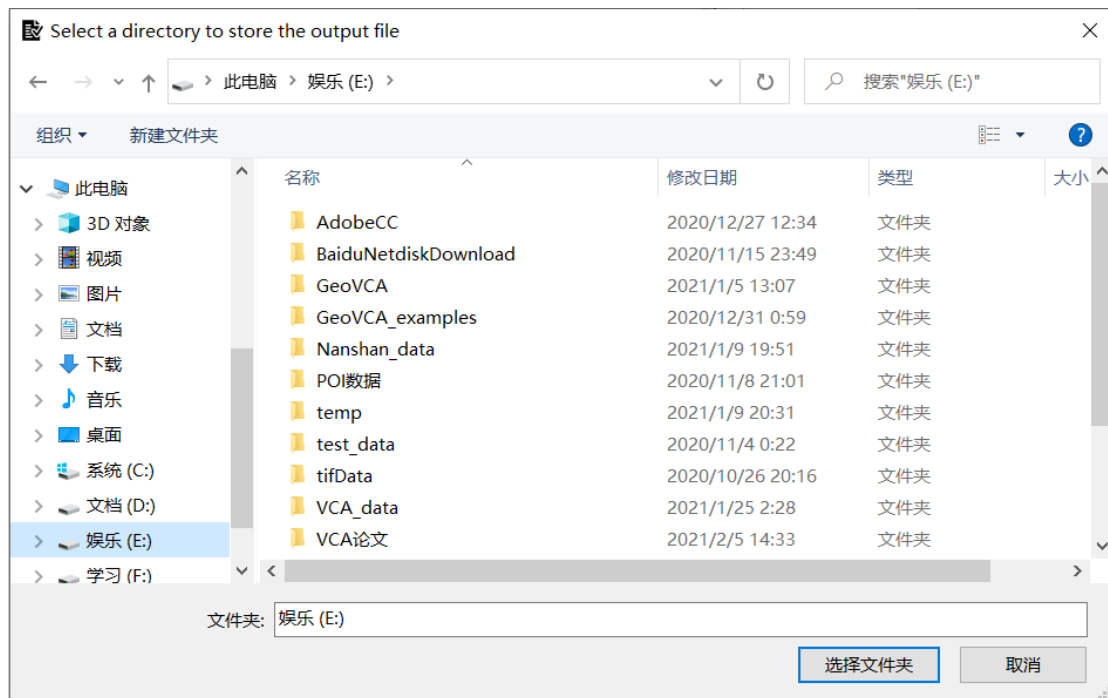 Select a directory to store the output file
此电脑 > 娱乐 (E:) >
搜索"娱乐 (E:)"
组织 新建文件夹
名称 修改日期 类型 大小
此电脑
3D 对象
视频
图片
文档
下载
音乐
桌面
系统 (C:)
文档 (D:)
娱乐 (E:)
学习 (F:)
AdobeCC 2020/12/27 12:34 文件夹
BaiduNetdiskDownload 2020/11/15 23:49 文件夹
GeoVCA 2021/1/5 13:07 文件夹
GeoVCA_examples 2020/12/31 0:59 文件夹
Nanshan_data 2021/1/9 19:51 文件夹
POI数据 2020/11/8 21:01 文件夹
temp 2021/1/9 20:31 文件夹
test_data 2020/11/4 0:22 文件夹
tifData 2020/10/26 20:16 文件夹
VCA_data 2021/1/25 2:28 文件夹
VCA论文 2021/2/5 14:33 文件夹
文件夹: 娱乐 (E:)
选择文件夹 取消